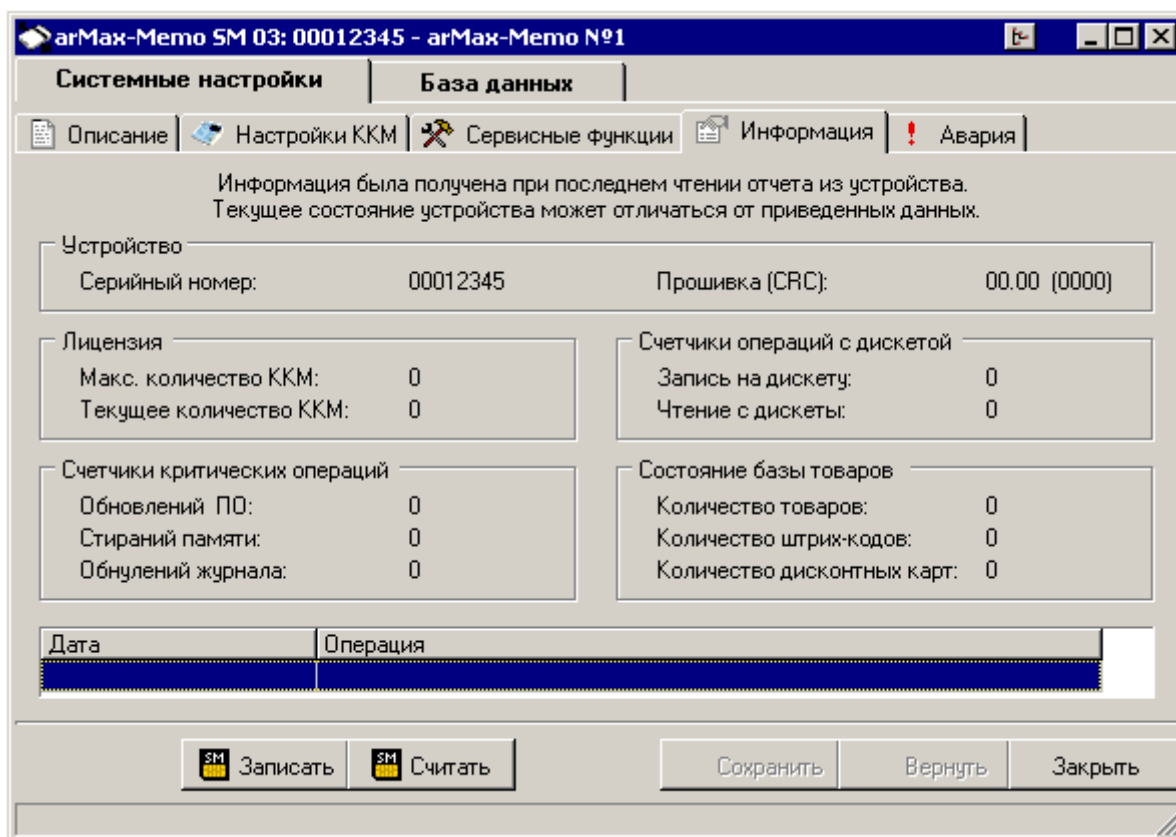 arMax-Memo SM 03: 00012345 - arMax-Memo №1
Системные настройки База данных
Описание Настройки ККМ Сервисные функции Информация ! Авария
Информация была получена при последнем чтении отчета из устройства.
Текущее состояние устройства может отличаться от приведенных данных.
Устройство
Серийный номер: 00012345 Прошивка (CRC): 00.00 (0000)
Лицензия Счетчики операций с дискетой
Макс. количество ККМ: 0 Запись на дискету: 0
Текущее количество ККМ: 0 Чтение с дискеты: 0
Счетчики критических операций Состояние базы товаров
Обновлений ПО: 0 Количество товаров: 0
Стираний памяти: 0 Количество штрих-кодов: 0
Обнулений журнала: 0 Количество дисконтных карт: 0
Дата Операция
SM Записать SM Считать Сохранить Вернуть Закрыть